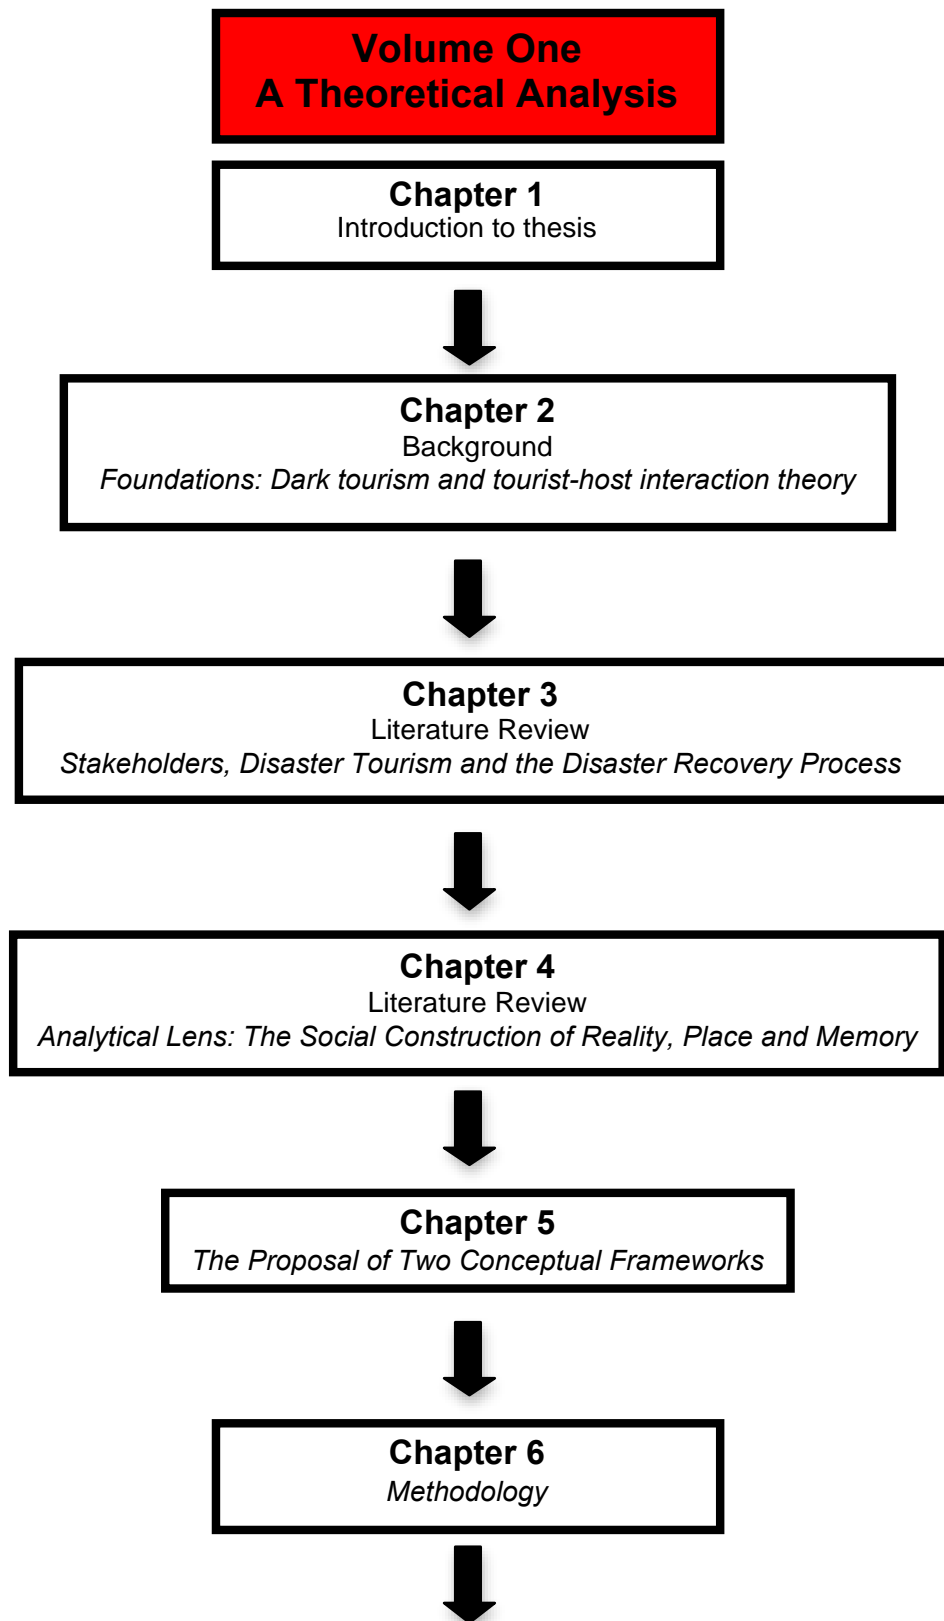 Volume One
A Theoretical Analysis
Chapter 1
Introduction to thesis
Chapter 2
Background
Foundations: Dark tourism and tourist-host interaction theory
Chapter 3
Literature Review
Stakeholders, Disaster Tourism and the Disaster Recovery Process
Chapter 4
Literature Review
Analytical Lens: The Social Construction of Reality, Place and Memory
Chapter 5
The Proposal of Two Conceptual Frameworks
Chapter 6
Methodology